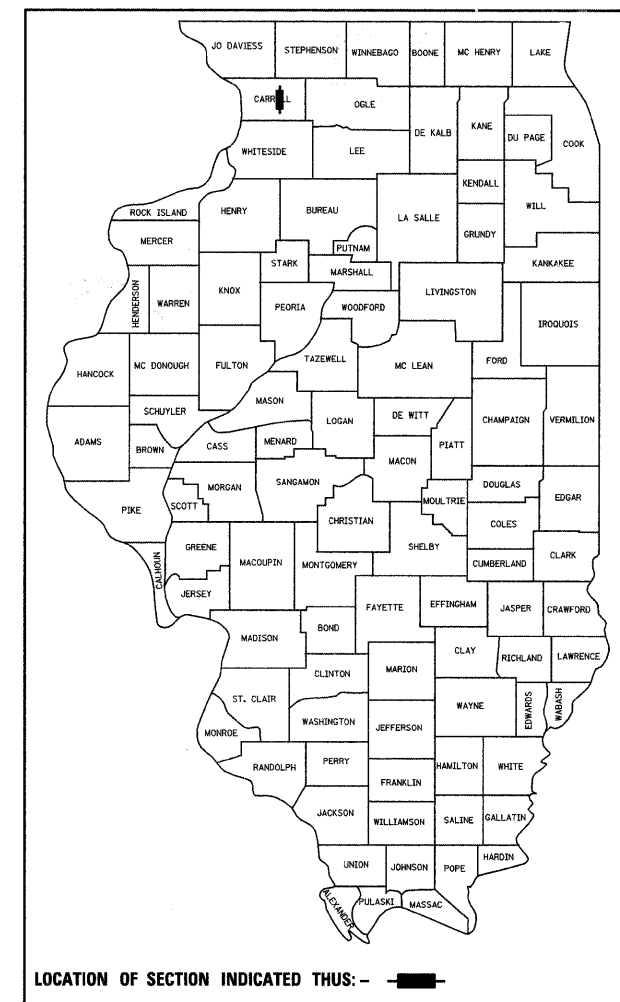 JO DAVIESS STEPHENSON WINNEBAGO BOONE MC HENRY LAKE
CARROLL OGLE DE KALB KANE DU PAGE COOK
WHITESIDE LEE KENDALL WILL
ROCK ISLAND HENRY BUREAU LA SALLE GRUNDY
MERCER PUTNAM KANKAKEE
STARK MARSHALL
HENDERSON WARREN KNOX PEORIA WOODFORD LIVINGSTON IROQUOIS
HANCOCK MC DONOUGH FULTON TAZEWELL MC LEAN FORD
SCHUYLER MASON LOGAN DE WITT CHAMPAIGN VERMILION
ADAMS BROWN CASS MENARD MACON PIATT
PIKE SCOTT MORGAN SANGAMON MOULTRIE DOUGLAS EDGAR
CHRISTIAN COLES
CALHOUN GREENE MACOUPIN MONTGOMERY SHELBY CUMBERLAND CLARK
JERSEY FAYETTE EFFINGHAM JASPER CRAWFORD
MADISON BOND CLAY RICHLAND LAWRENCE
CLINTON MARION
ST. CLAIR WAYNE EDWARDS WABASH
MONROE WASHINGTON JEFFERSON
RANDOLPH PERRY HAMILTON WHITE
FRANKLIN
JACKSON WILLIAMSON SALINE GALLATIN
UNION JOHNSON POPE HARDIN
ALEXANDER PULASKI MASSAC
LOCATION OF SECTION INDICATED THUS: -